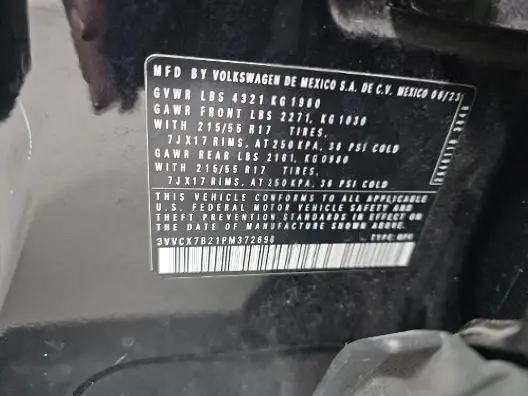 MFD BY VOLKSWAGEN DE MEXICO S.A. DE C.V. MEXICO 06/23
GVWR LBS 4321 KG 1960
GAWR FRONT LBS 2271, KG 1030
WITH 215/55 R17 TIRES,
7JX17 RIMS, AT 250 KPA, 36 PSI COLD
GAWR REAR LBS 2161, KG 0980
WITH 215/55 R17 TIRES,
7JX17 RIMS, AT 250 KPA, 36 PSI COLD
THIS VEHICLE CONFORMS TO ALL APPLICABLE
U.S. FEDERAL MOTOR VEHICLE SAFETY AND
THEFT PREVENTION STANDARDS IN EFFECT ON
THE DATE OF MANUFACTURE SHOWN ABOVE.
3VVCX7B21PM372698
TYPE: MPV